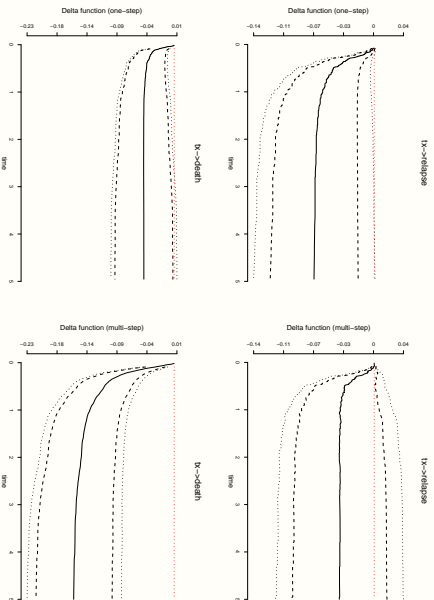 Delta function (one-step)
−0.23 −0.18 −0.14 −0.09 −0.04 0.01
0 1 2 3 4 5
time
tx−>death
Delta function (one-step)
−0.14 −0.11 −0.07 −0.03 0 0.04
0 1 2 3 4 5
time
tx−>relapse
Delta function (multi-step)
−0.23 −0.18 −0.14 −0.09 −0.04 0.01
0 1 2 3 4 5
time
tx−>death
Delta function (multi-step)
−0.14 −0.11 −0.07 −0.03 0 0.04
0 1 2 3 4 5
time
tx−>relapse